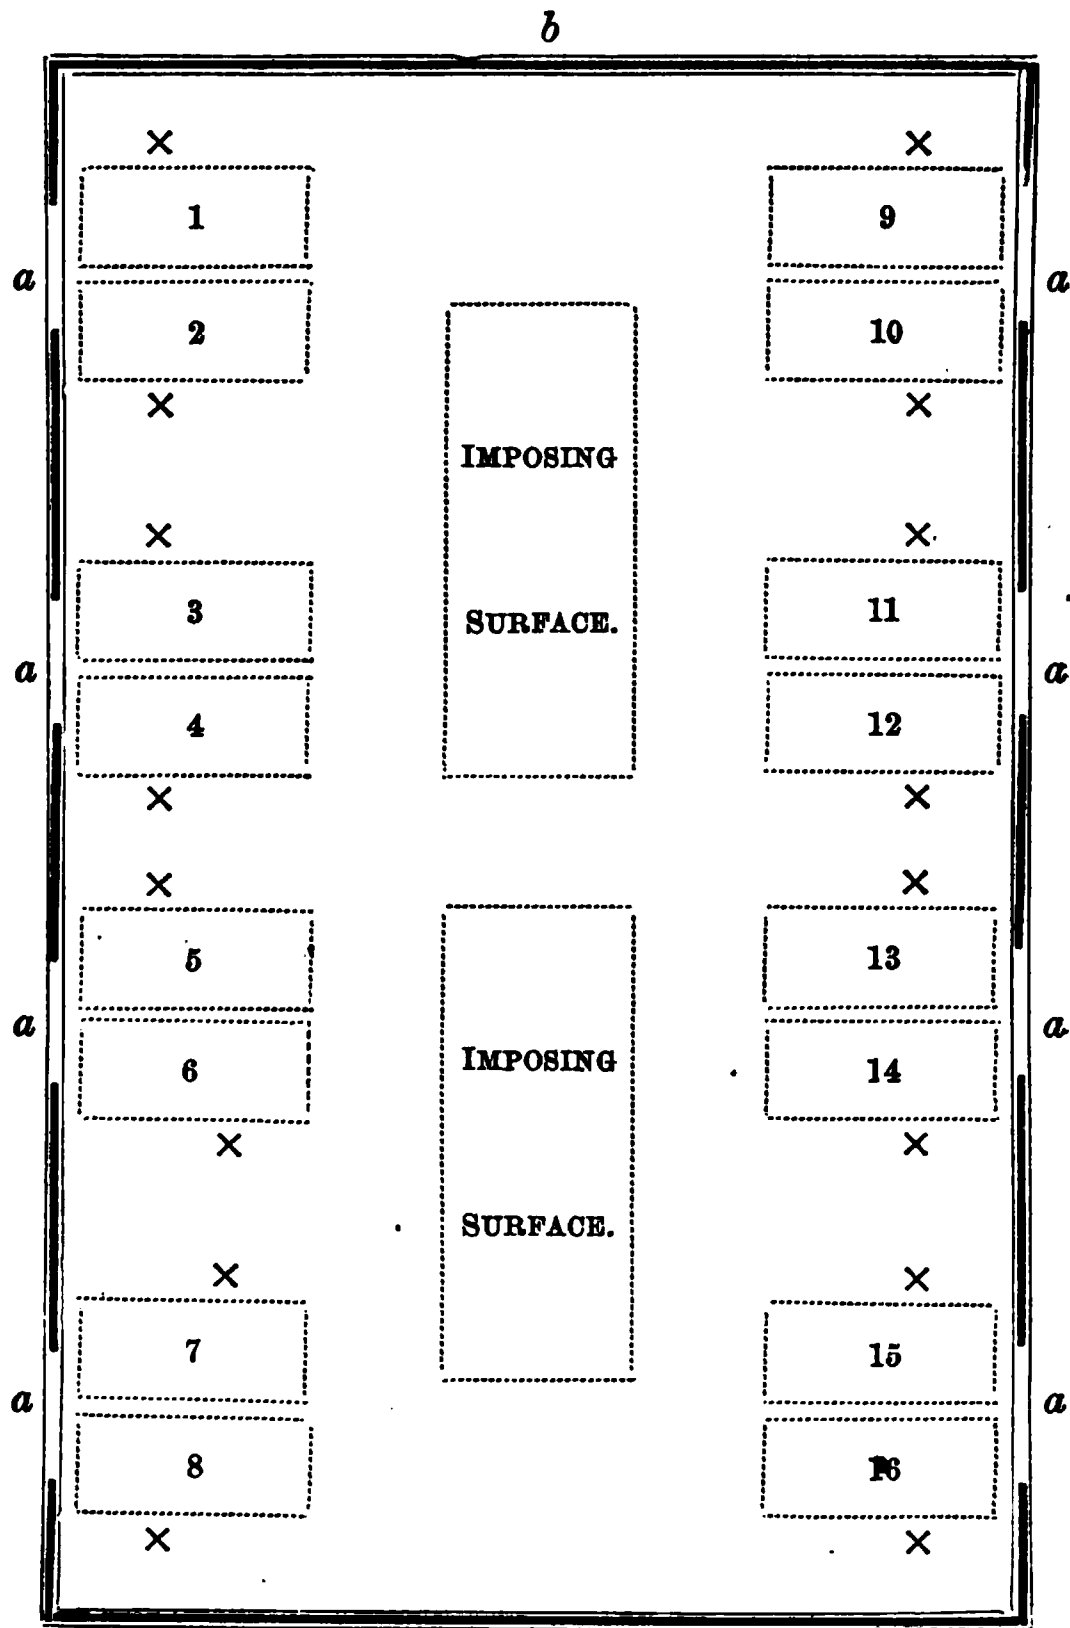 b
× ×
1 9
a a
2 10
× ×
IMPOSING
× ×
3 11
SURFACE.
a a
4 12
× ×
× ×
5 13
a a
IMPOSING
6 14
× ×
SURFACE.
× ×
7 15
a a
8 16
× ×